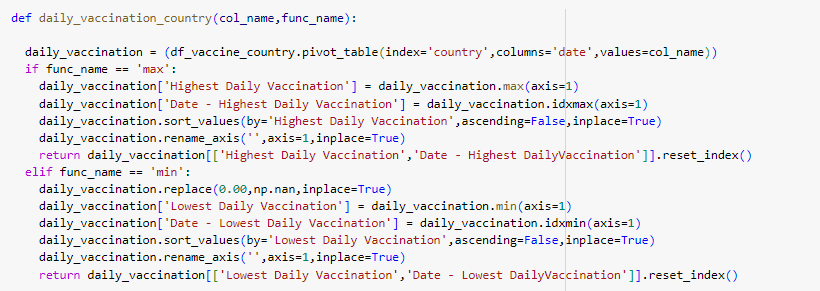 def daily_vaccination_country(col_name,func_name):
daily_vaccination = (df_vaccine_country.pivot_table(index='country',columns='date',values=col_name))
if func_name == 'max':
daily_vaccination['Highest Daily Vaccination'] = daily_vaccination.max(axis=1)
daily_vaccination['Date - Highest Daily Vaccination'] = daily_vaccination.idxmax(axis=1)
daily_vaccination.sort_values(by='Highest Daily Vaccination',ascending=False,inplace=True)
daily_vaccination.rename_axis('',axis=1,inplace=True)
return daily_vaccination[['Highest Daily Vaccination','Date - Highest DailyVaccination']].reset_index()
elif func_name == 'min':
daily_vaccination.replace(0.00,np.nan,inplace=True)
daily_vaccination['Lowest Daily Vaccination'] = daily_vaccination.min(axis=1)
daily_vaccination['Date - Lowest Daily Vaccination'] = daily_vaccination.idxmin(axis=1)
daily_vaccination.sort_values(by='Lowest Daily Vaccination',ascending=False,inplace=True)
daily_vaccination.rename_axis('',axis=1,inplace=True)
return daily_vaccination[['Lowest Daily Vaccination','Date - Lowest DailyVaccination']].reset_index()